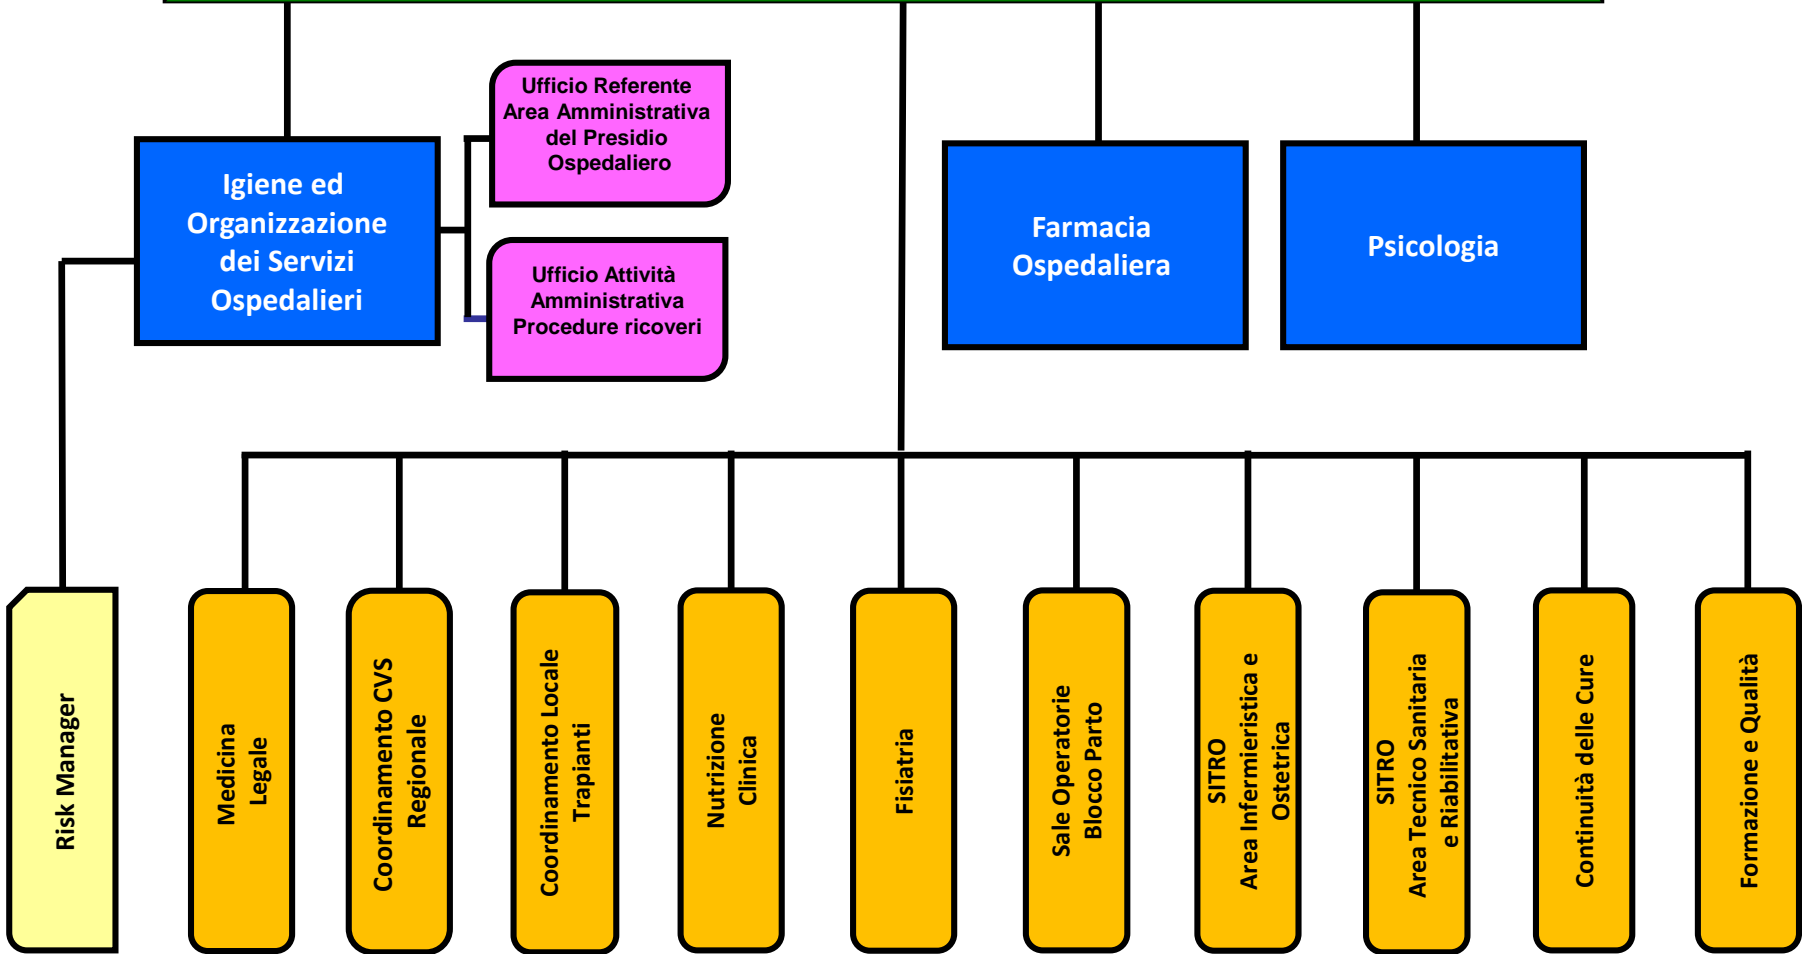 Ufficio Referente
Area Amministrativa
del Presidio
Ospedaliero
Igiene ed
Organizzazione
dei Servizi
Ospedalieri
Ufficio Attività
Amministrativa
Procedure ricoveri
Farmacia
Ospedaliera
Psicologia
Risk Manager
Medicina
Legale
Coordinamento CVS
Regionale
Coordinamento Locale
Trapianti
Nutrizione
Clinica
Fisiatria
Sale Operatorie
Blocco Parto
SITRO
Area Infermieristica e
Ostetrica
SITRO
Area Tecnico Sanitaria
e Riabilitativa
Continuità delle Cure
Formazione e Qualità